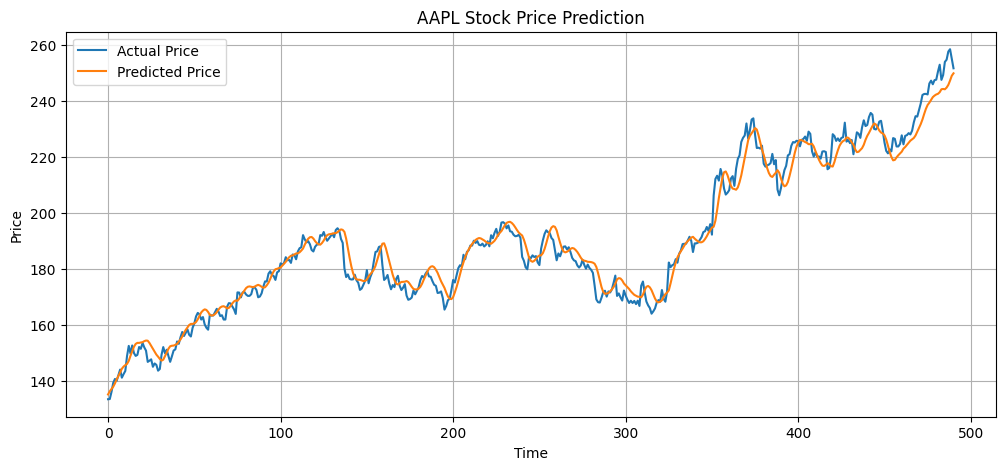 AAPL Stock Price Prediction
Actual Price
Predicted Price
Price
260
240
220
200
180
160
140
0 100 200 300 400 500
Time